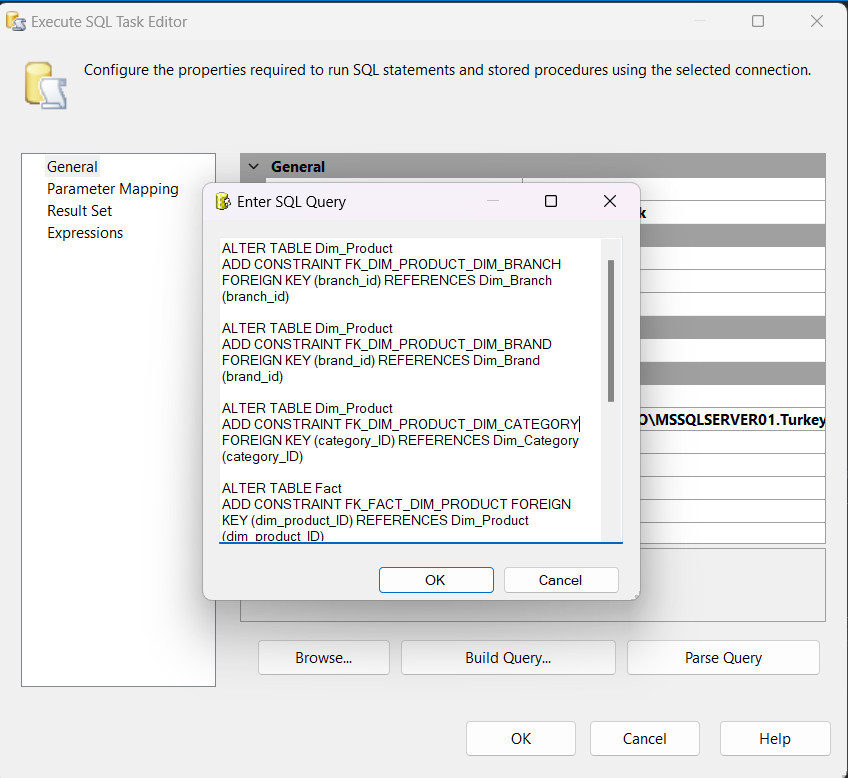 Execute SQL Task Editor
Configure the properties required to run SQL statements and stored procedures using the selected connection.
General
Parameter Mapping
Result Set
Expressions
General
Enter SQL Query
ALTER TABLE Dim_Product
ADD CONSTRAINT FK_DIM_PRODUCT_DIM_BRANCH
FOREIGN KEY (branch_id) REFERENCES Dim_Branch
(branch_id)
ALTER TABLE Dim_Product
ADD CONSTRAINT FK_DIM_PRODUCT_DIM_BRAND
FOREIGN KEY (brand_id) REFERENCES Dim_Brand
(brand_id)
ALTER TABLE Dim_Product
ADD CONSTRAINT FK_DIM_PRODUCT_DIM_CATEGORY
FOREIGN KEY (category_ID) REFERENCES Dim_Category
(category_ID)
ALTER TABLE Fact
ADD CONSTRAINT FK_FACT_DIM_PRODUCT FOREIGN
KEY (dim_product_ID) REFERENCES Dim_Product
(dim_product_ID)
\MSSQLSERVER01.Turkey
OK
Cancel
Browse...
Build Query...
Parse Query
OK
Cancel
Help